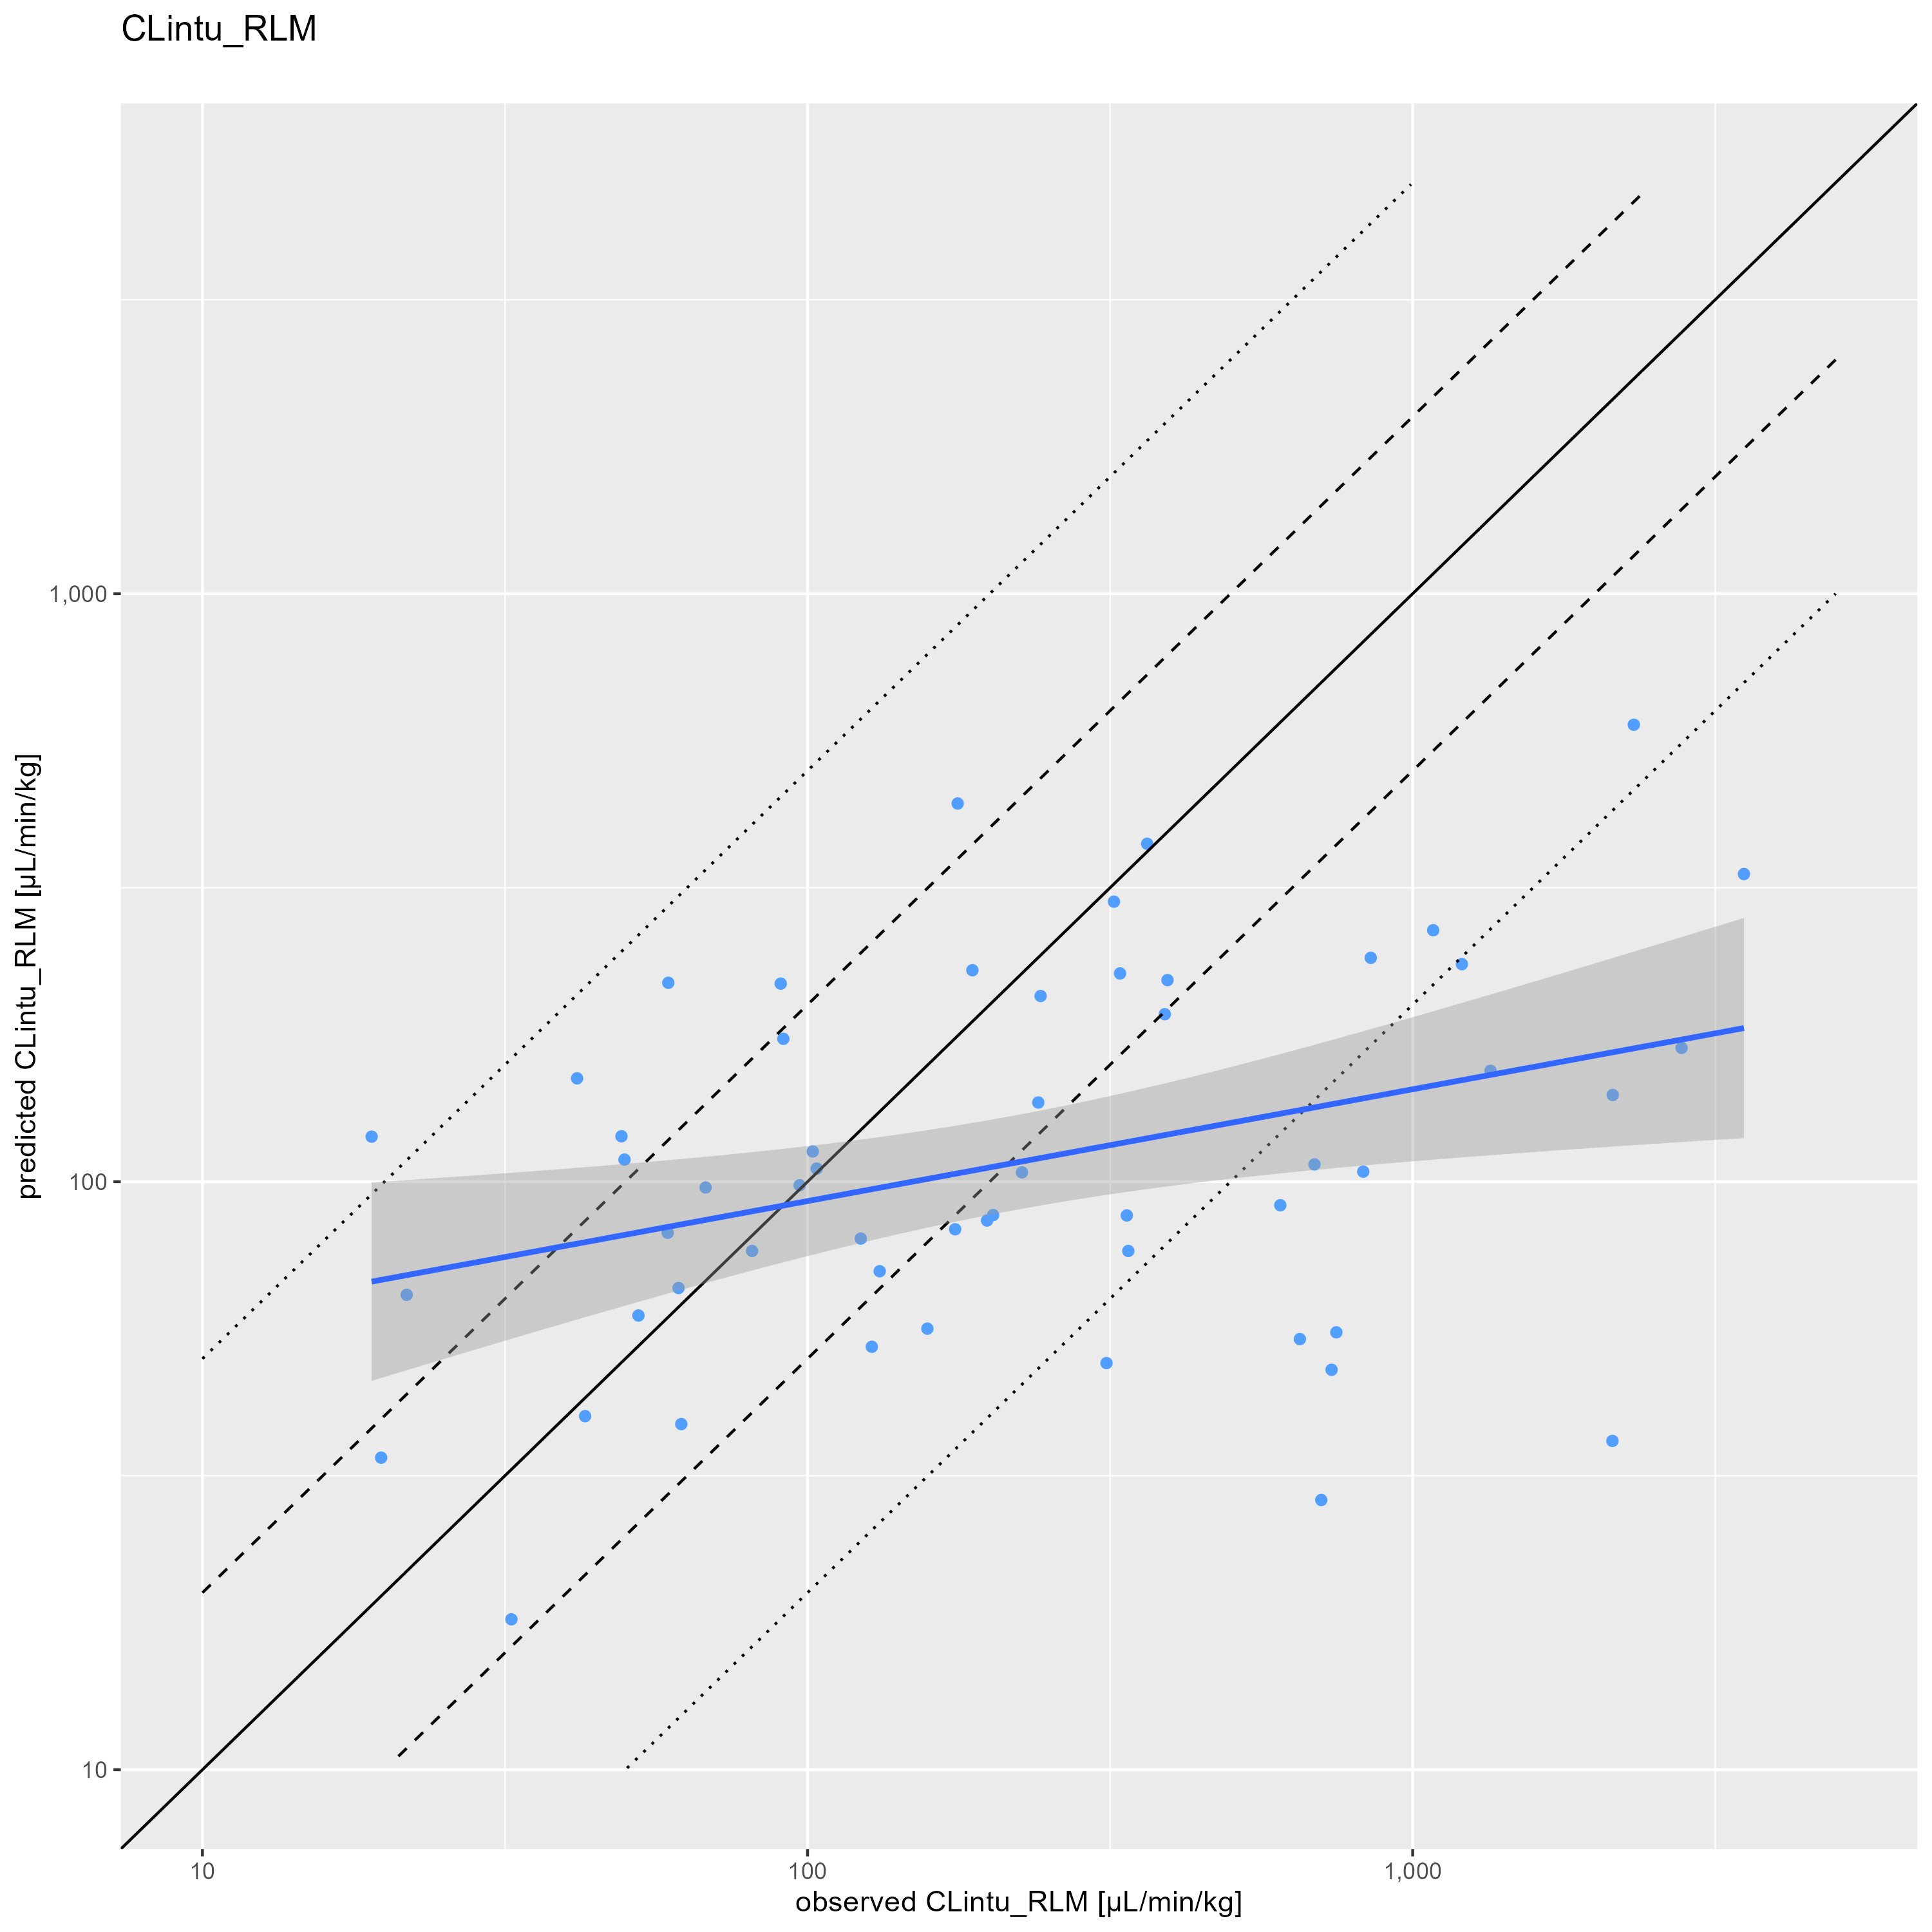 CLintu_RLM
predicted CLintu_RLM [µL/min/kg]
1,000
100
10
10
100
1,000
observed CLintu_RLM [µL/min/kg]